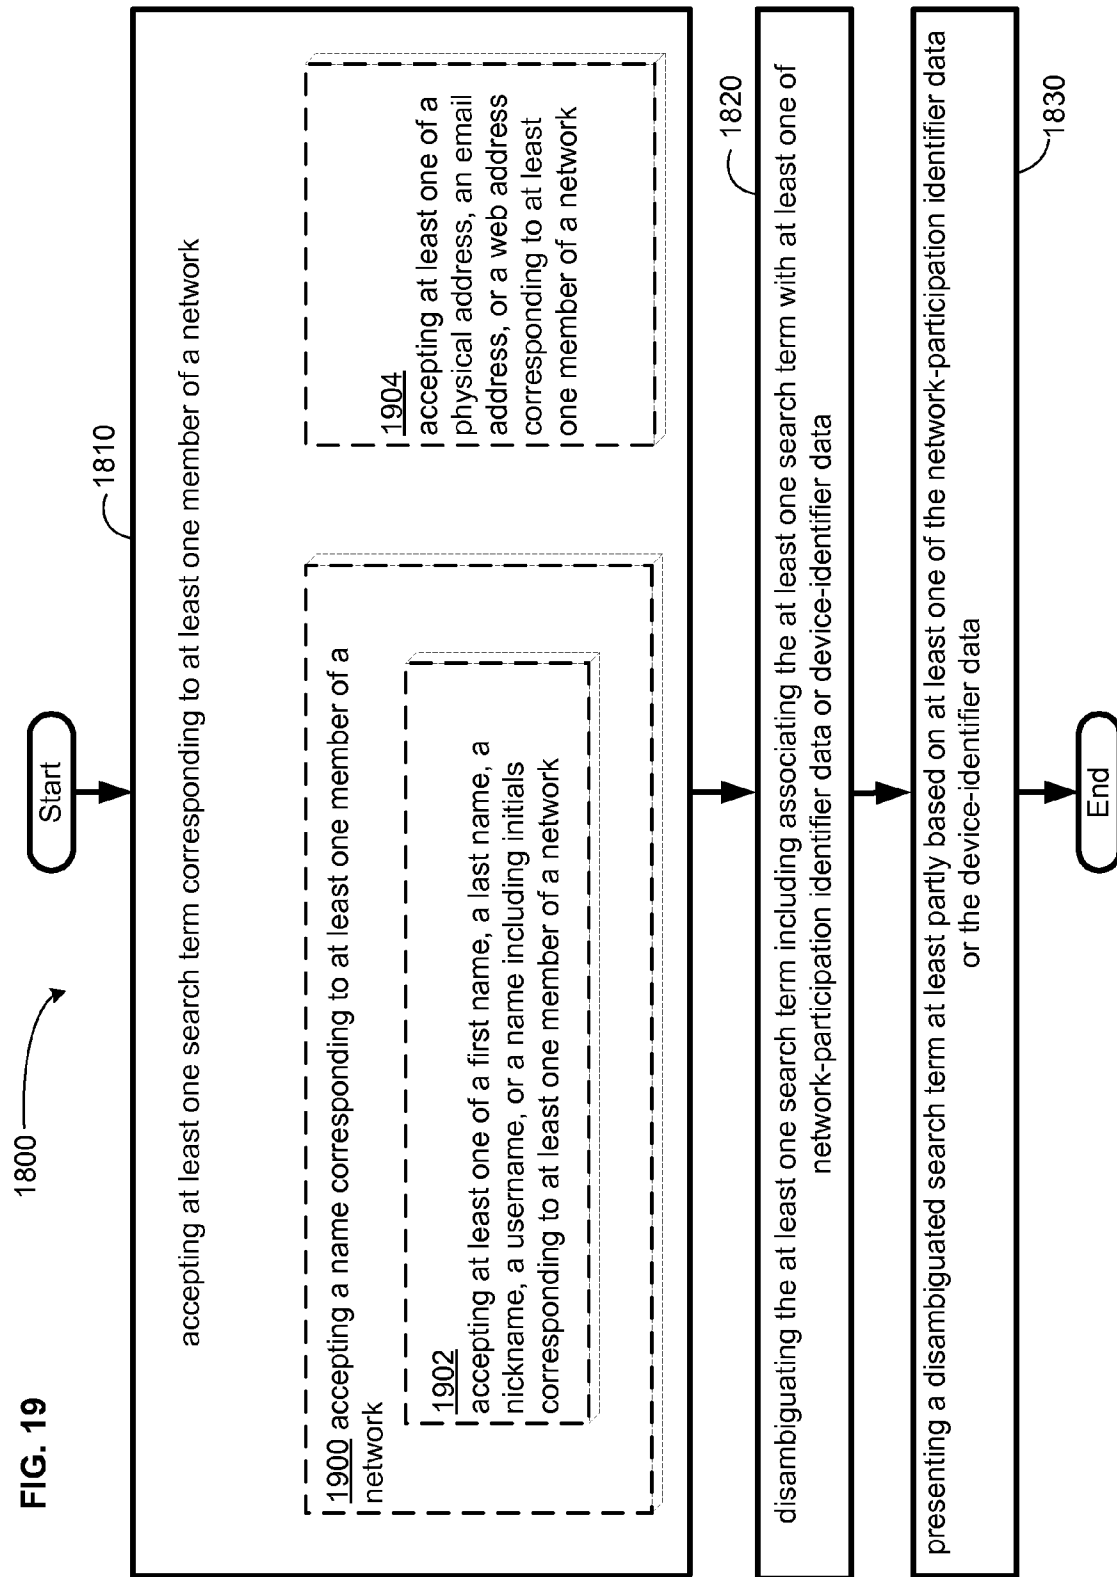 FIG. 19
1800
Start
1810
accepting at least one search term corresponding to at least one member of a network
1900 accepting a name corresponding to at least one member of a
network
1902
accepting at least one of a first name, a last name, a
nickname, a username, or a name including initials
corresponding to at least one member of a network
1904
accepting at least one of a
physical address, an email
address, or a web address
corresponding to at least
one member of a network
1820
disambiguating the at least one search term including associating the at least one search term with at least one of
network-participation identifier data or device-identifier data
1830
presenting a disambiguated search term at least partly based on at least one of the network-participation identifier data
or the device-identifier data
End